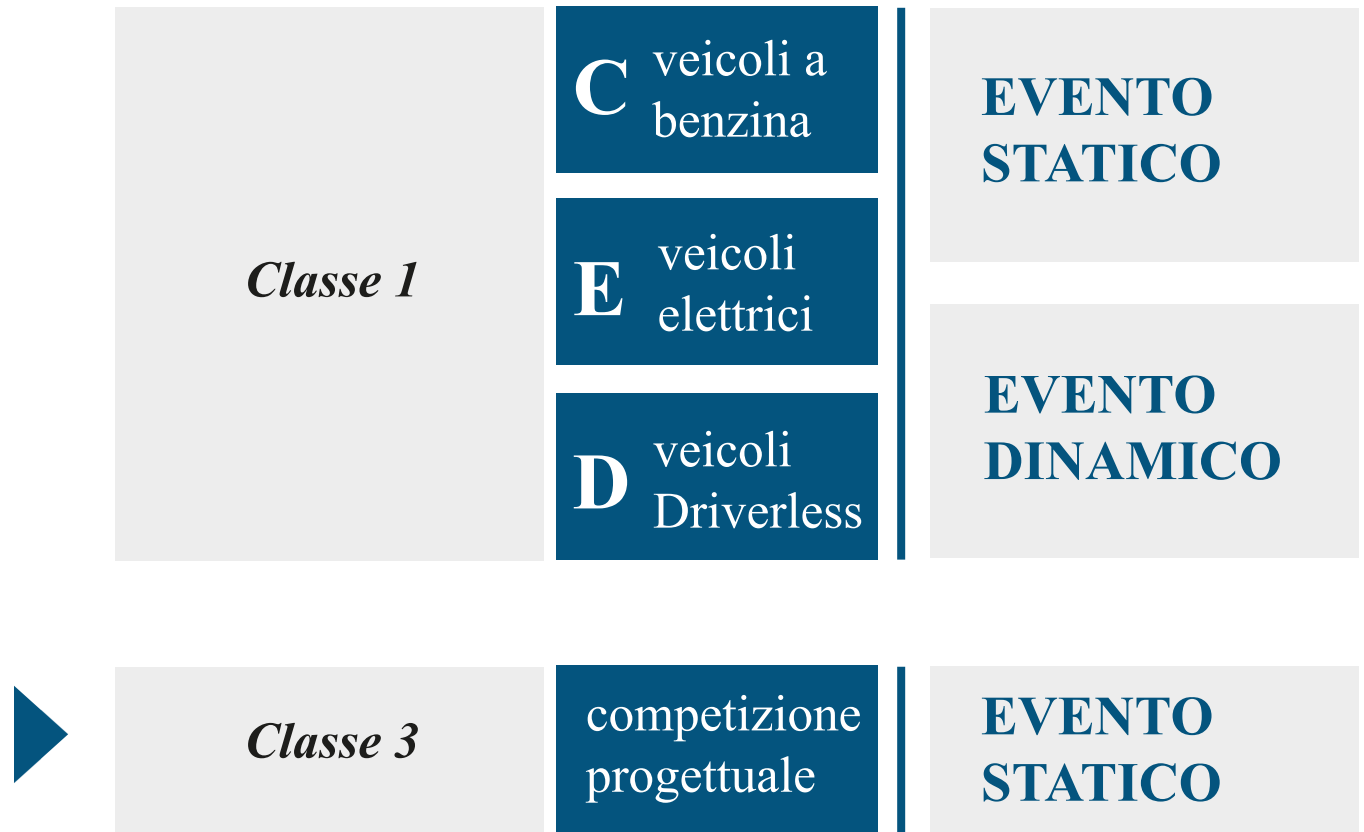 Classe 1
C
veicoli a
benzina
E
veicoli
elettrici
D
veicoli
Driverless
EVENTO
STATICO
EVENTO
DINAMICO
Classe 3
competizione
progettuale
EVENTO
STATICO